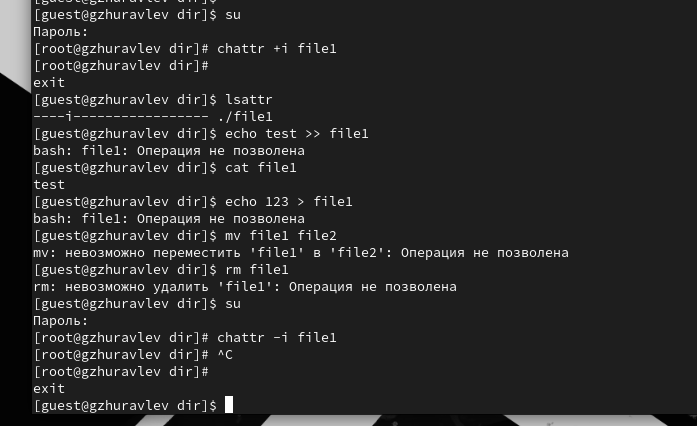 [guest@gzhuravlev dir]$ su
Пароль:
[root@gzhuravlev dir]# chattr +i file1
[root@gzhuravlev dir]#
exit
[guest@gzhuravlev dir]$ lsattr
----i----------------- ./file1
[guest@gzhuravlev dir]$ echo test >> file1
bash: file1: Операция не позволена
[guest@gzhuravlev dir]$ cat file1
test
[guest@gzhuravlev dir]$ echo 123 > file1
bash: file1: Операция не позволена
[guest@gzhuravlev dir]$ mv file1 file2
mv: невозможно переместить 'file1' в 'file2': Операция не позволена
[guest@gzhuravlev dir]$ rm file1
rm: невозможно удалить 'file1': Операция не позволена
[guest@gzhuravlev dir]$ su
Пароль:
[root@gzhuravlev dir]# chattr -i file1
[root@gzhuravlev dir]# ^C
[root@gzhuravlev dir]#
exit
[guest@gzhuravlev dir]$